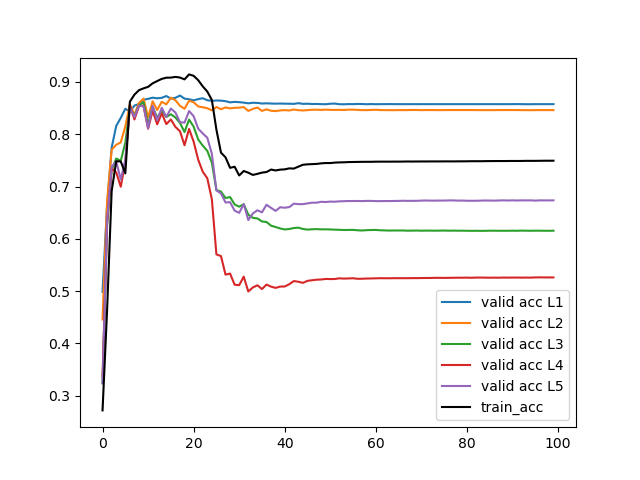 0.9
0.8
0.7
0.6
0.5
0.4
0.3
0
20
40
60
80
100
valid acc L1
valid acc L2
valid acc L3
valid acc L4
valid acc L5
train_acc